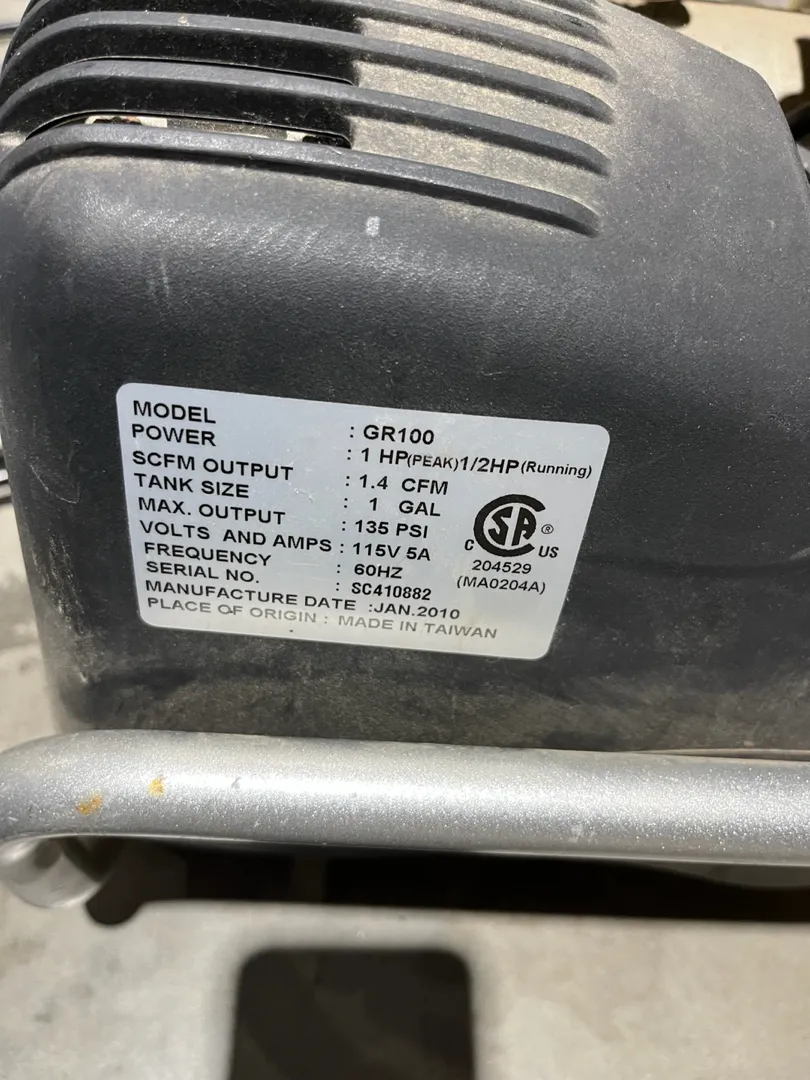 MODEL : GR100
POWER : 1 HP(PEAK)1/2HP(Running)
SCFM OUTPUT : 1.4 CFM
TANK SIZE : 1 GAL
MAX. OUTPUT : 135 PSI
VOLTS AND AMPS : 115V 5A
FREQUENCY : 60HZ
SERIAL NO. : SC410882
MANUFACTURE DATE :JAN.2010
PLACE OF ORIGIN : MADE IN TAIWAN
SA ®
C US
204529
(MA0204A)